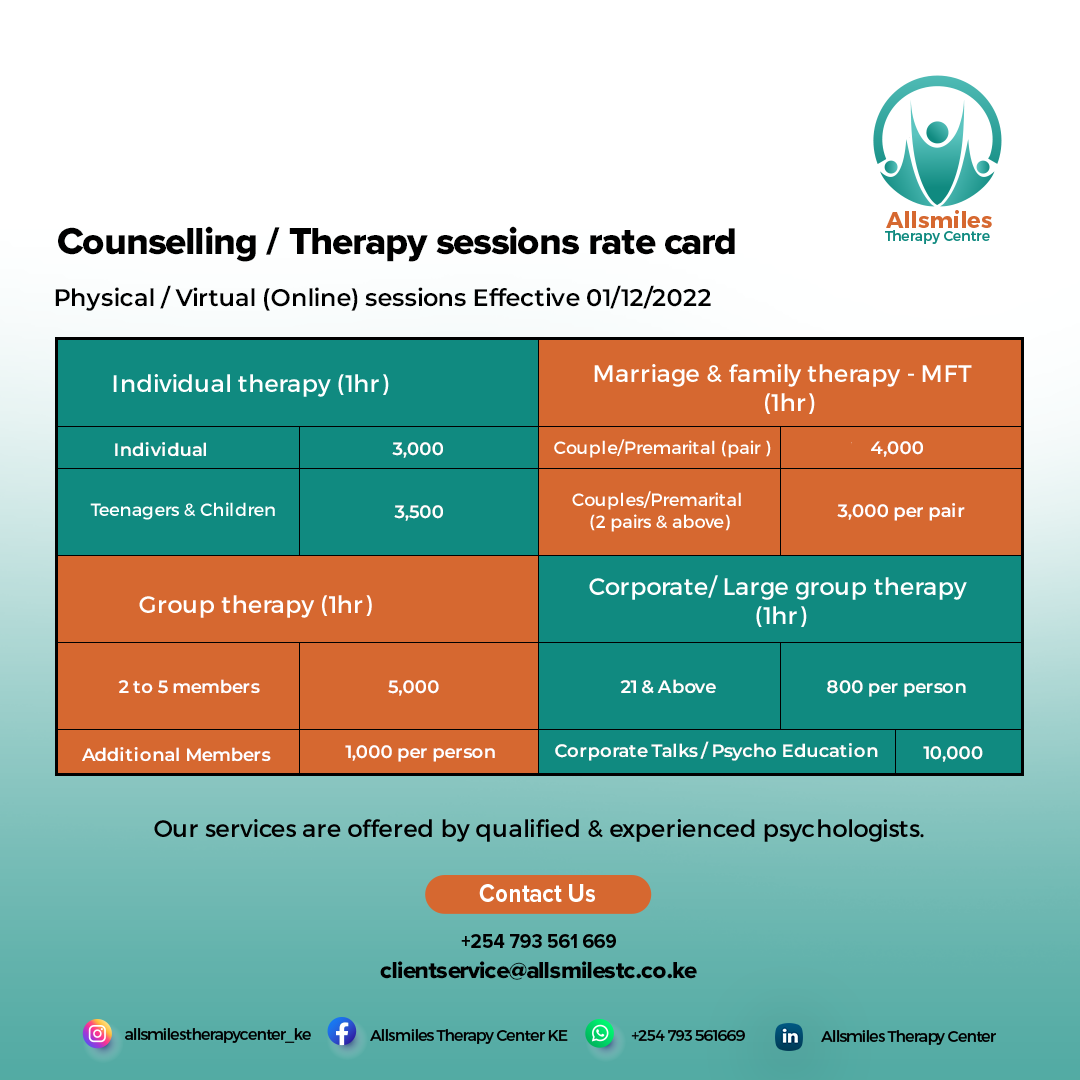 Allsmiles
Therapy Centre
Counselling / Therapy sessions rate card
Physical / Virtual (Online) sessions Effective 01/12/2022
Individual therapy (1hr)
Individual
3,000
Teenagers & Children
3,500
Marriage & family therapy - MFT
(1hr)
Couple/Premarital (pair )
4,000
Couples/Premarital
(2 pairs & above)
3,000 per pair
Group therapy (1hr)
2 to 5 members
5,000
Additional Members
1,000 per person
Corporate/ Large group therapy
(1hr)
21 & Above
800 per person
Corporate Talks / Psycho Education
10,000
Our services are offered by qualified & experienced psychologists.
Contact Us
+254 793 561 669
clientservice@allsmilestc.co.ke
allsmilestherapycenter_ke
Allsmiles Therapy Center KE
+254 793 561669
in
Allsmiles Therapy Center